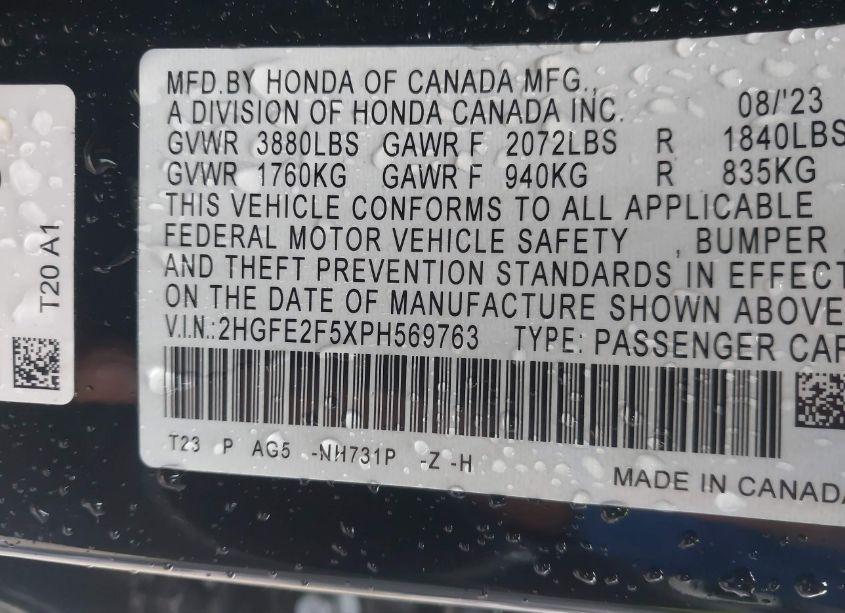 MFD.BY HONDA OF CANADA MFG.,
A DIVISION OF HONDA CANADA INC. 08/'23
GVWR 3880LBS GAWR F 2072LBS R 1840LBS
GVWR 1760KG GAWR F 940KG R 835KG
THIS VEHICLE CONFORMS TO ALL APPLICABLE
FEDERAL MOTOR VEHICLE SAFETY , BUMPER ,
AND THEFT PREVENTION STANDARDS IN EFFECT
ON THE DATE OF MANUFACTURE SHOWN ABOVE.
V.I.N.:2HGFE2F5XPH569763 TYPE: PASSENGER CAR
T23 P AG5 -NH731P -Z -H
MADE IN CANADA
T20 A1